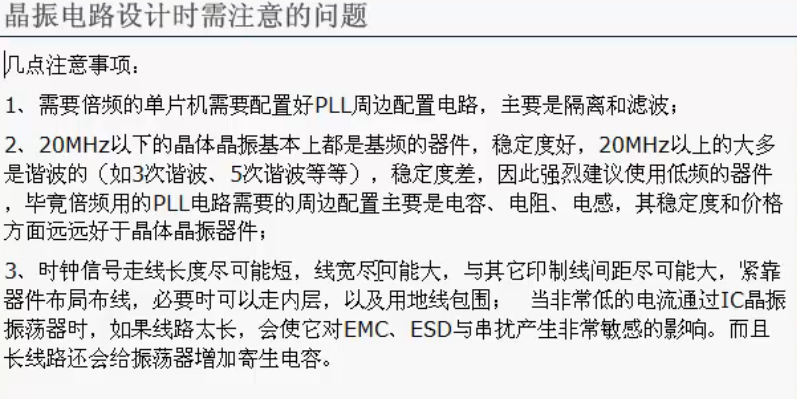 晶振电路设计时需注意的问题
几点注意事项：
1、需要倍频的单片机需要配置好PLL周边配置电路，主要是隔离和滤波；
2、20MHz以下的晶体晶振基本上都是基频的器件，稳定度好，20MHz以上的大多
是谐波的（如3次谐波、5次谐波等等），稳定度差，因此强烈建议使用低频的器件
，毕竟倍频用的PLL电路需要的周边配置主要是电容、电阻、电感，其稳定度和价格
方面远远好于晶体晶振器件；
3、时钟信号走线长度尽可能短，线宽尽可能大，与其它印制线间距尽可能大，紧靠
器件布局布线，必要时可以走内层，以及用地线包围； 当非常低的电流通过IC晶振
振荡器时，如果线路太长，会使它对EMC、ESD与串扰产生非常敏感的影响。而且
长线路还会给振荡器增加寄生电容。